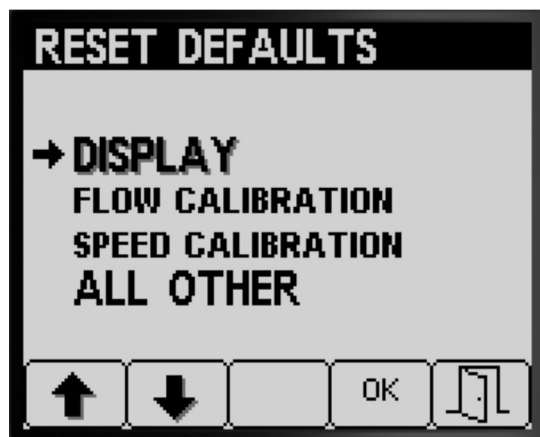 RESET DEFAULTS
DISPLAY
FLOW CALIBRATION
SPEED CALIBRATION
ALL OTHER
OK